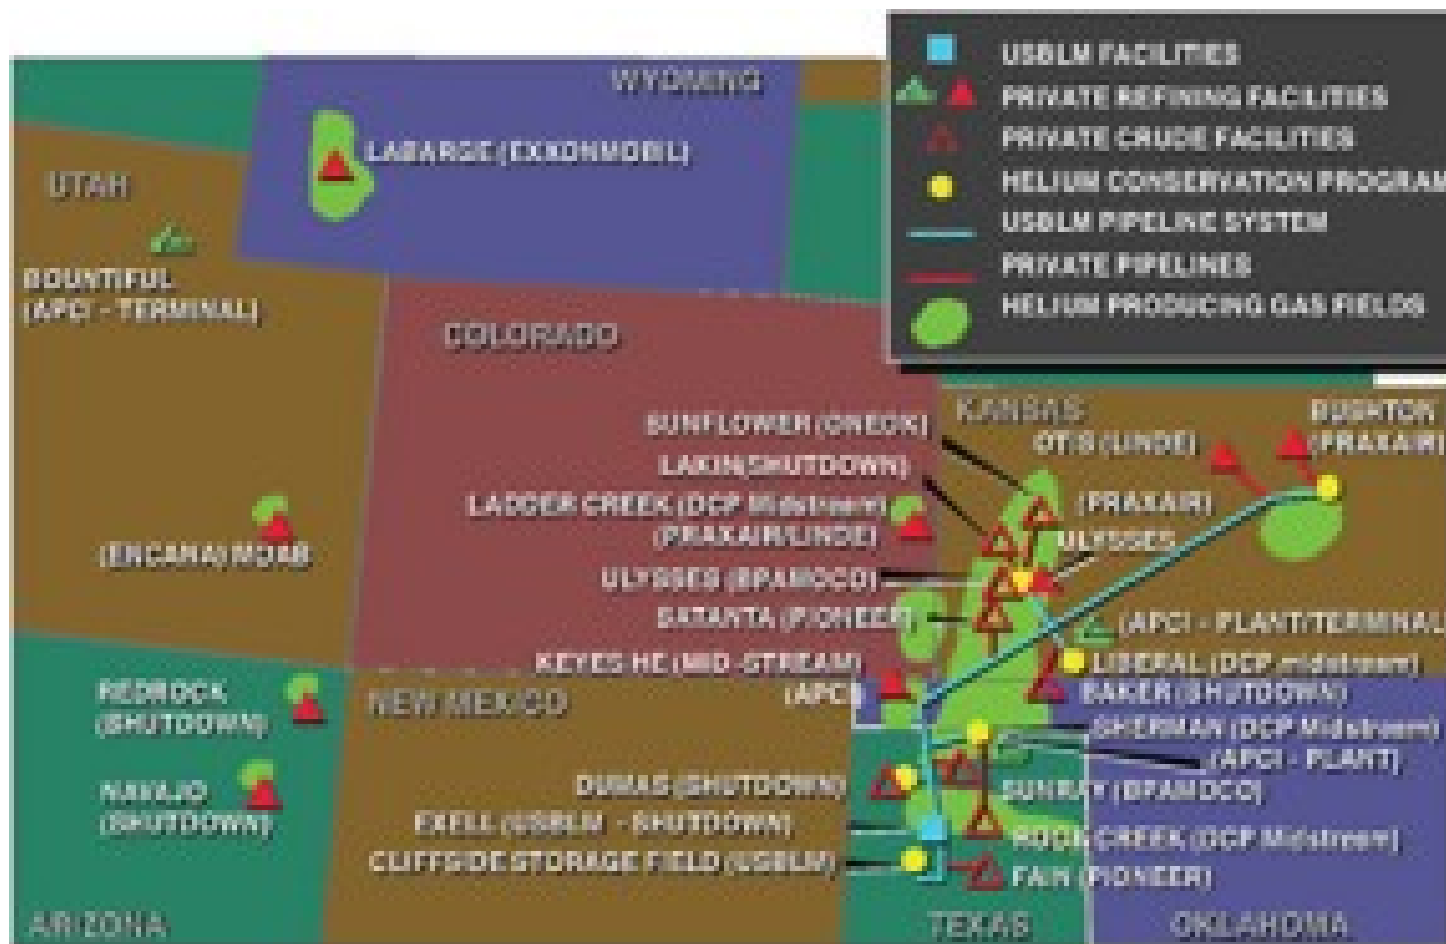 WYOMING
USBLM FACILITIES
PRIVATE REFINING FACILITIES
PRIVATE CRUDE FACILITIES
HELIUM CONSERVATION PROGRAM
USBLM PIPELINE SYSTEM
PRIVATE PIPELINES
HELIUM PRODUCING GAS FIELDS
LABARGE (EXXONMOBIL)
UTAH
BOUNTIFUL
(APCI - TERMINAL)
COLORADO
KANSAS
SUNFLOWER (ONEOK)
OTIS (LINDE)
BUSHTON
(PRAXAIR)
LAKIN(SHUTDOWN)
LADDER CREEK (DCP Midstream)
(PRAXAIR/LINDE)
(PRAXAIR)
ULYSSES
(ENCANA) MOAB
ULYSSES (BPAMOCO)
SATANTA (PIONEER)
(APCI - PLANT/TERMINAL
KEYES HE (MID-STREAM)
(APCI)
LIBERAL (DCP midstream)
BAKER (SHUTDOWN)
REDROCK
(SHUTDOWN)
NEW MEXICO
SHERMAN (DCP Midstream)
(APCI - PLANT)
NAVAJO
(SHUTDOWN)
DUMAS (SHUTDOWN)
SUNRAY (BPAMOCO)
EXELL (USBLM - SHUTDOWN)
ROCK CREEK (DCP Midstream)
CLIFFSIDE STORAGE FIELD (USBLM)
FAIN (PIONEER)
ARIZONA
TEXAS
OKLAHOMA